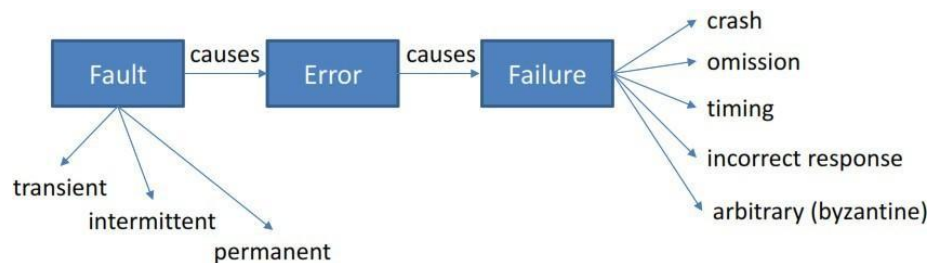 Fault
causes
Error
causes
Failure
transient
intermittent
permanent
crash
omission
timing
incorrect response
arbitrary (byzantine)